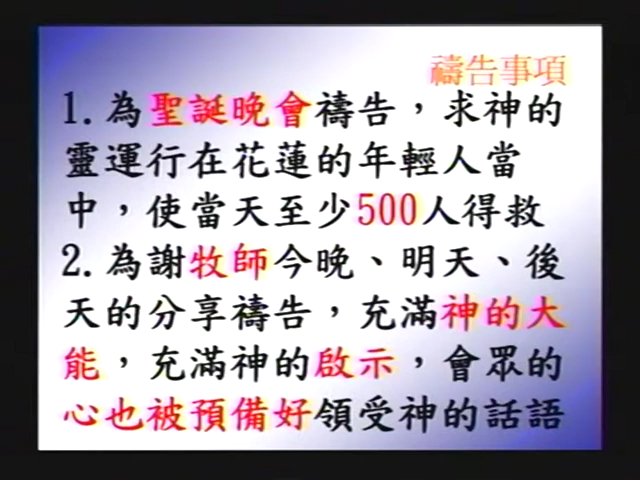 禱告事項
1.為聖誕晚會禱告，求神的
靈運行在花蓮的年輕人當
中，使當天至少500人得救
2.為謝牧師今晚、明天、後
天的分享禱告，充滿神的大
能，充滿神的啟示，會眾的
心也被預備好領受神的話語